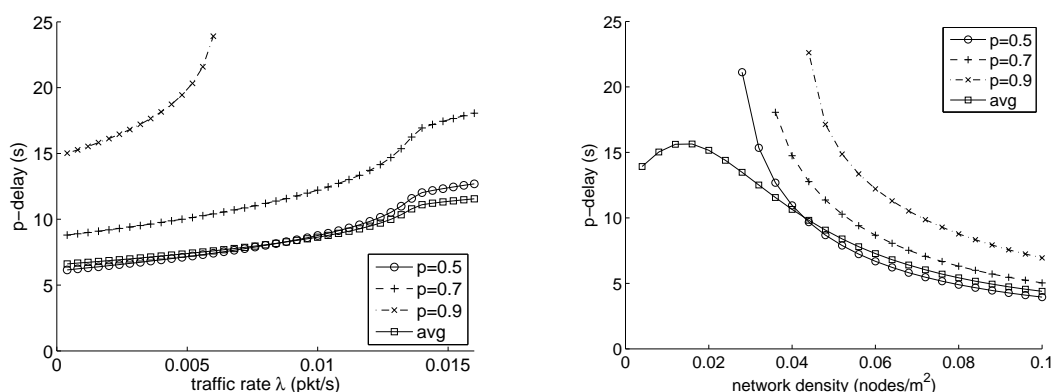 25
20
15
10
5
0
p-delay (s)
0 0.005 0.010 0.015
traffic rate λ (pkt/s)
p=0.5
p=0.7
p=0.9
avg
25
20
15
10
5
0
p-delay (s)
0 0.02 0.04 0.06 0.08 0.1
network density (nodes/m²)
p=0.5
p=0.7
p=0.9
avg